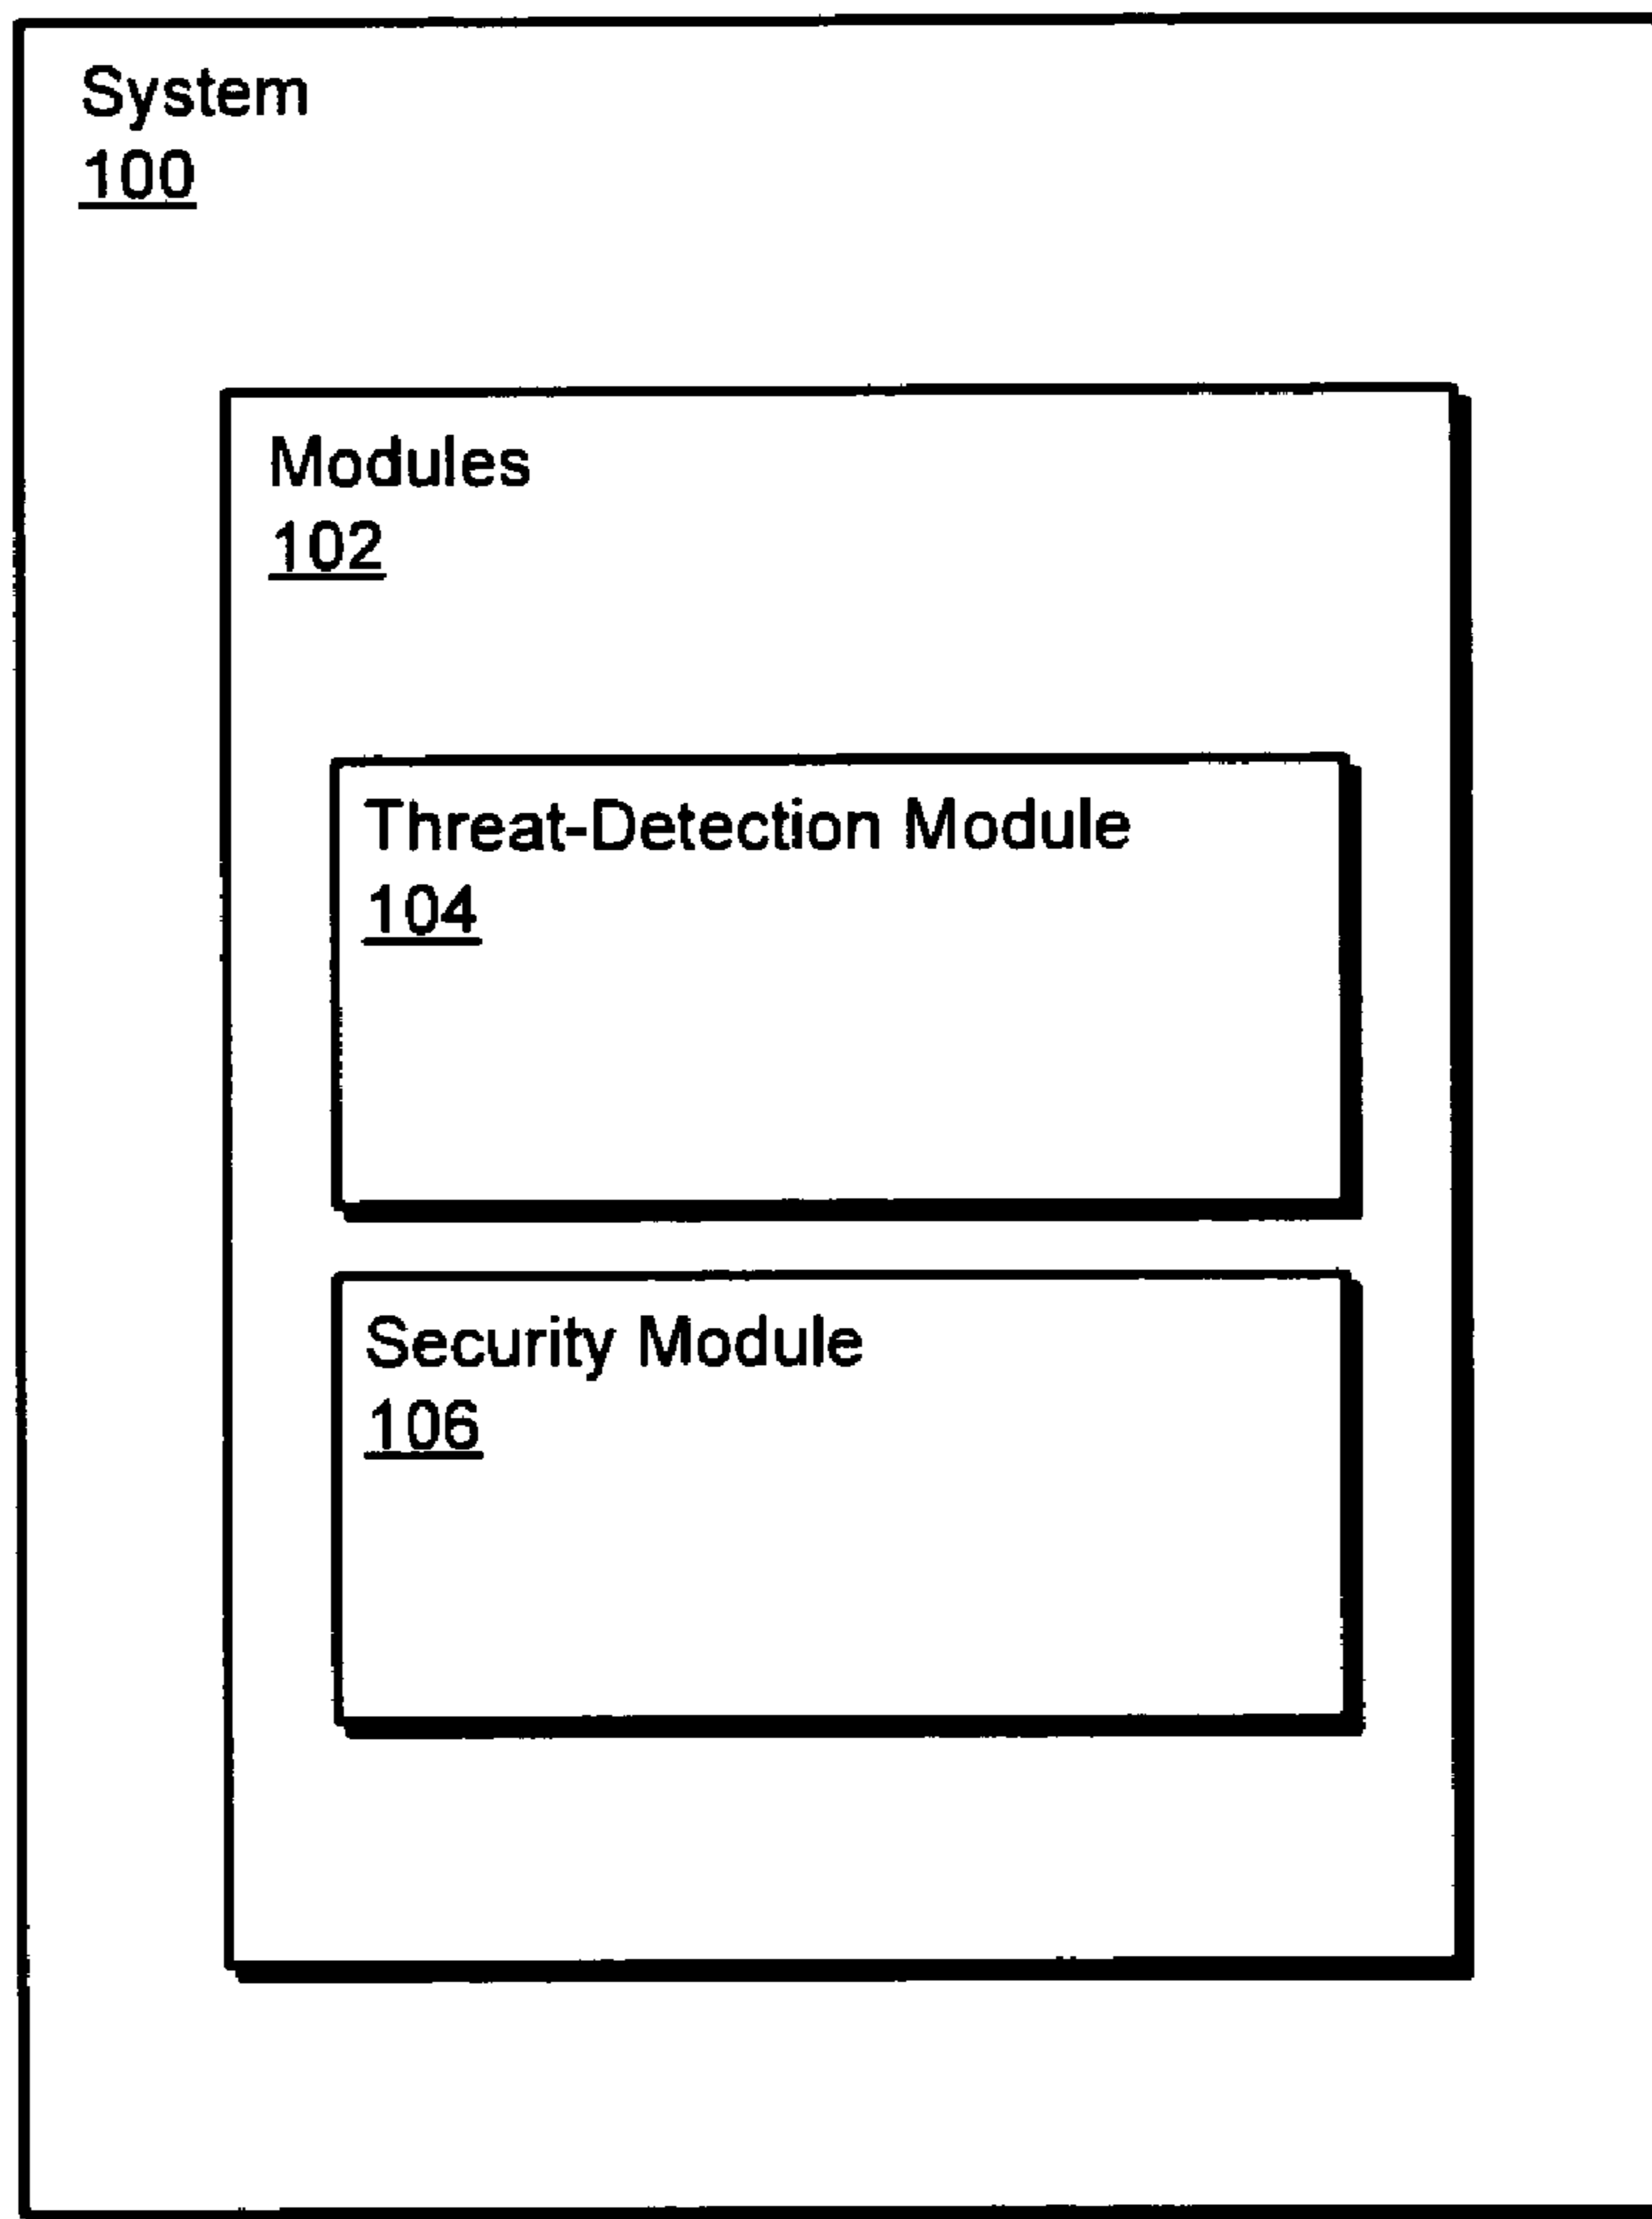 System
100
Modules
102
Threat-Detection Module
104
Security Module
106